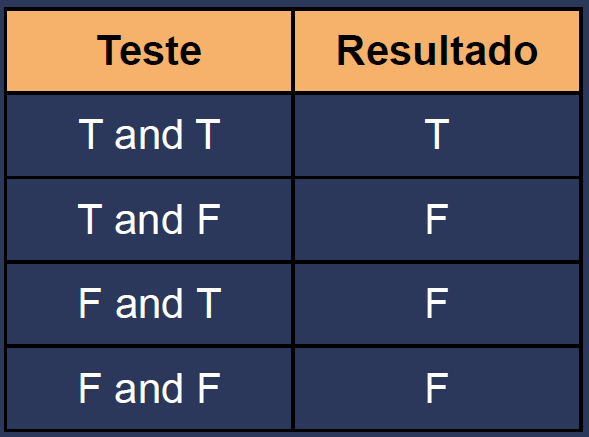 Teste Resultado
T and T T
T and F F
F and T F
F and F F